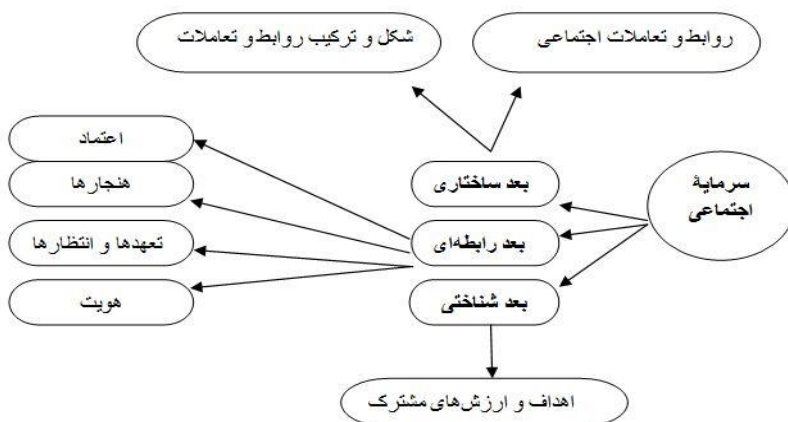 روابط و تعاملات اجتماعی
شکل و ترکیب روابط و تعاملات
سرمایۀ
اجتماعی
بعد ساختاری
بعد رابطه‌ای
بعد شناختی
اعتماد
هنجارها
تعهدها و انتظارها
هویت
اهداف و ارزش‌های مشترک